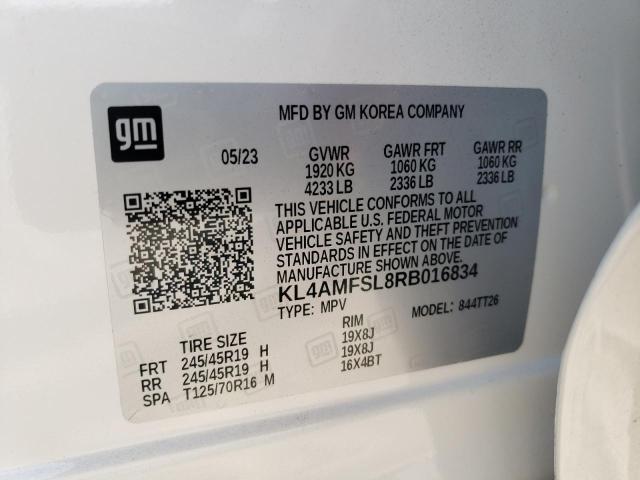 gm
MFD BY GM KOREA COMPANY
05/23 GVWR GAWR FRT GAWR RR
1920 KG 1060 KG 1060 KG
4233 LB 2336 LB 2336 LB
THIS VEHICLE CONFORMS TO ALL
APPLICABLE U.S. FEDERAL MOTOR
VEHICLE SAFETY AND THEFT PREVENTION
STANDARDS IN EFFECT ON THE DATE OF
MANUFACTURE SHOWN ABOVE.
KL4AMFSL8RB016834
TYPE: MPV MODEL: 844TT26
TIRE SIZE RIM
FRT 245/45R19 H 19X8J
RR 245/45R19 H 19X8J
SPA T125/70R16 M 16X4BT